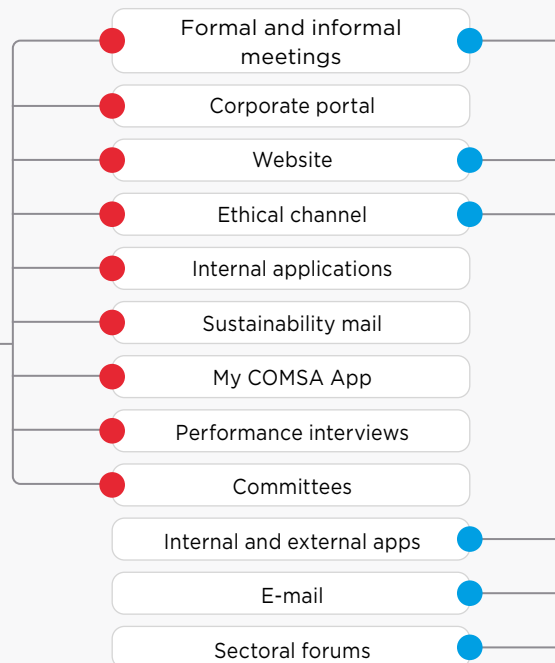 Formal and informal
meetings
Corporate portal
Website
Ethical channel
Internal applications
Sustainability mail
My COMSA App
Performance interviews
Committees
Internal and external apps
E-mail
Sectoral forums